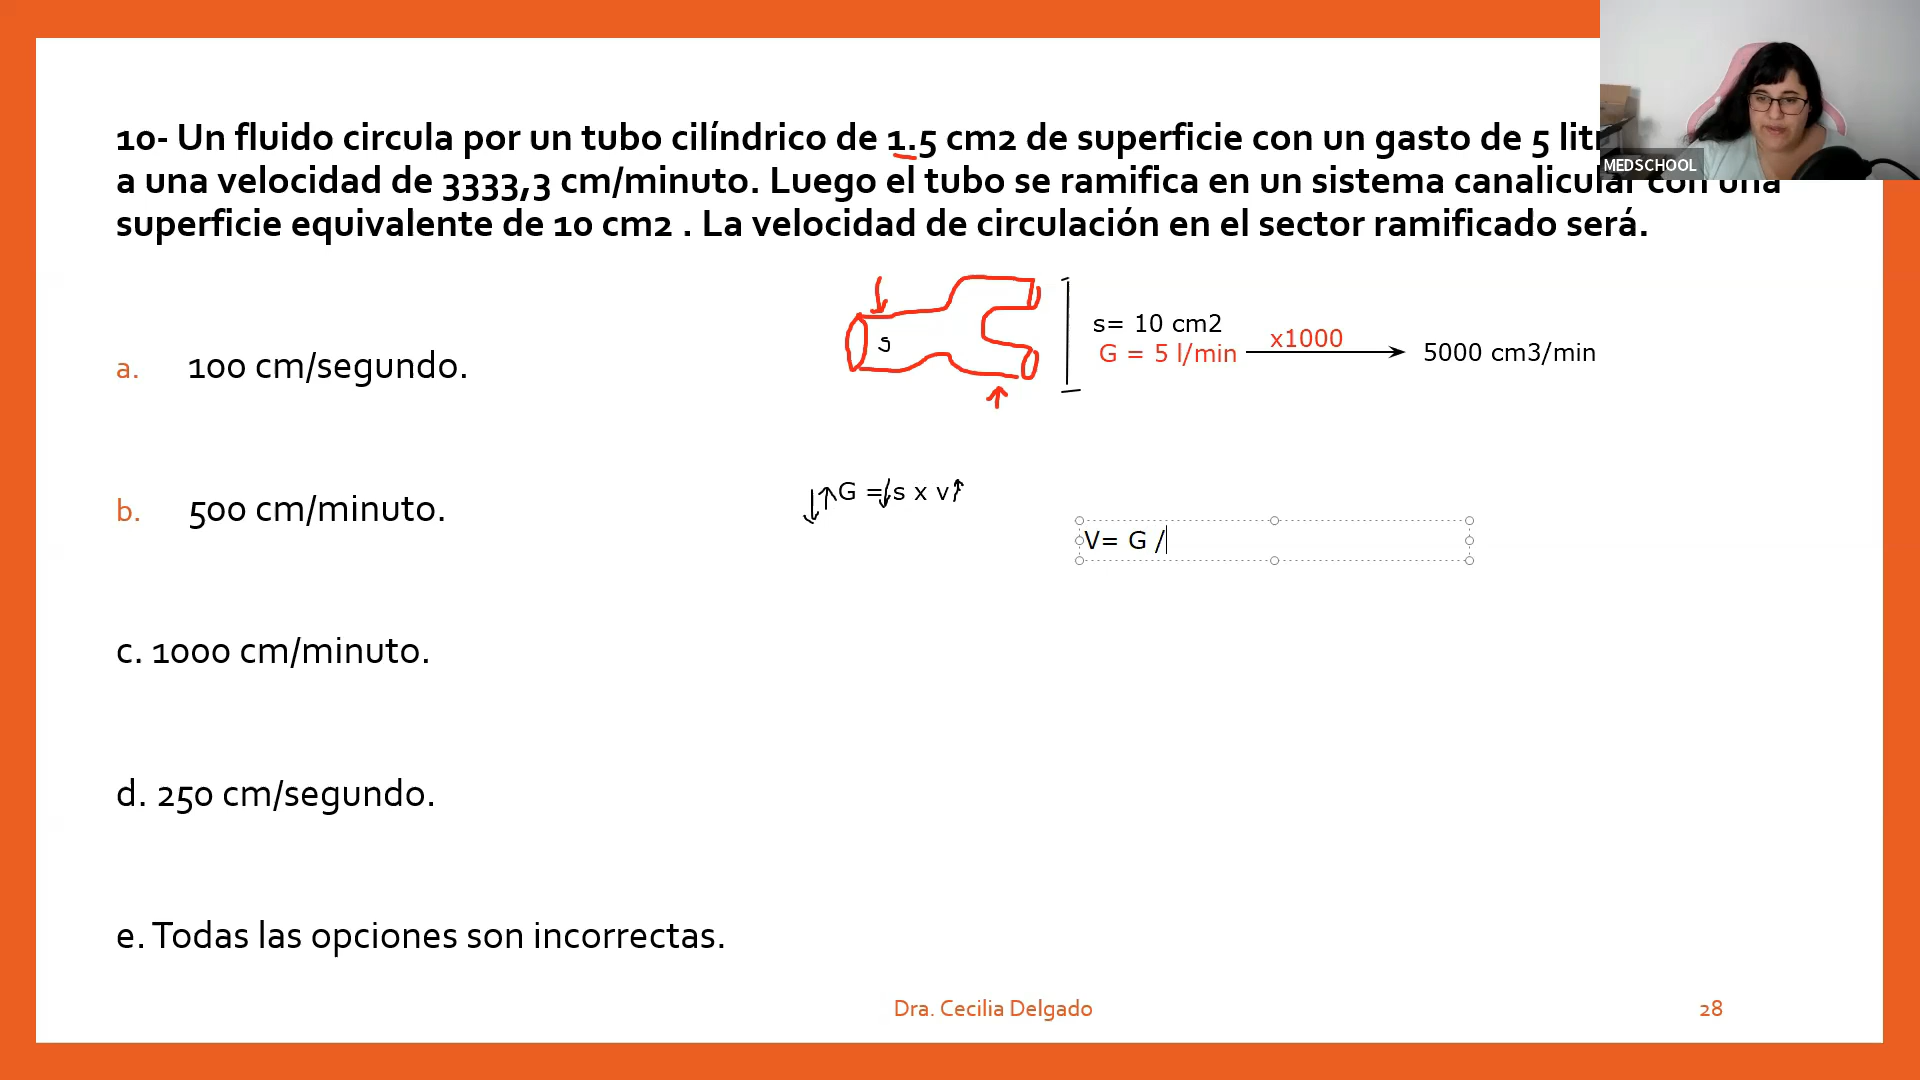 10- Un fluido circula por un tubo cilíndrico de 1.5 cm2 de superficie con un gasto de 5
a una velocidad de 3333,3 cm/minuto. Luego el tubo se ramifica en un sistema canalicular con una
superficie equivalente de 10 cm2 . La velocidad de circulación en el sector ramificado será.
MEDSCHOOL
s= 10 cm2
G = 5 l/min
x1000
5000 cm3/min
s
a. 100 cm/segundo.
G = s x v
b. 500 cm/minuto.
V= G /
c. 1000 cm/minuto.
d. 250 cm/segundo.
e. Todas las opciones son incorrectas.
Dra. Cecilia Delgado
28